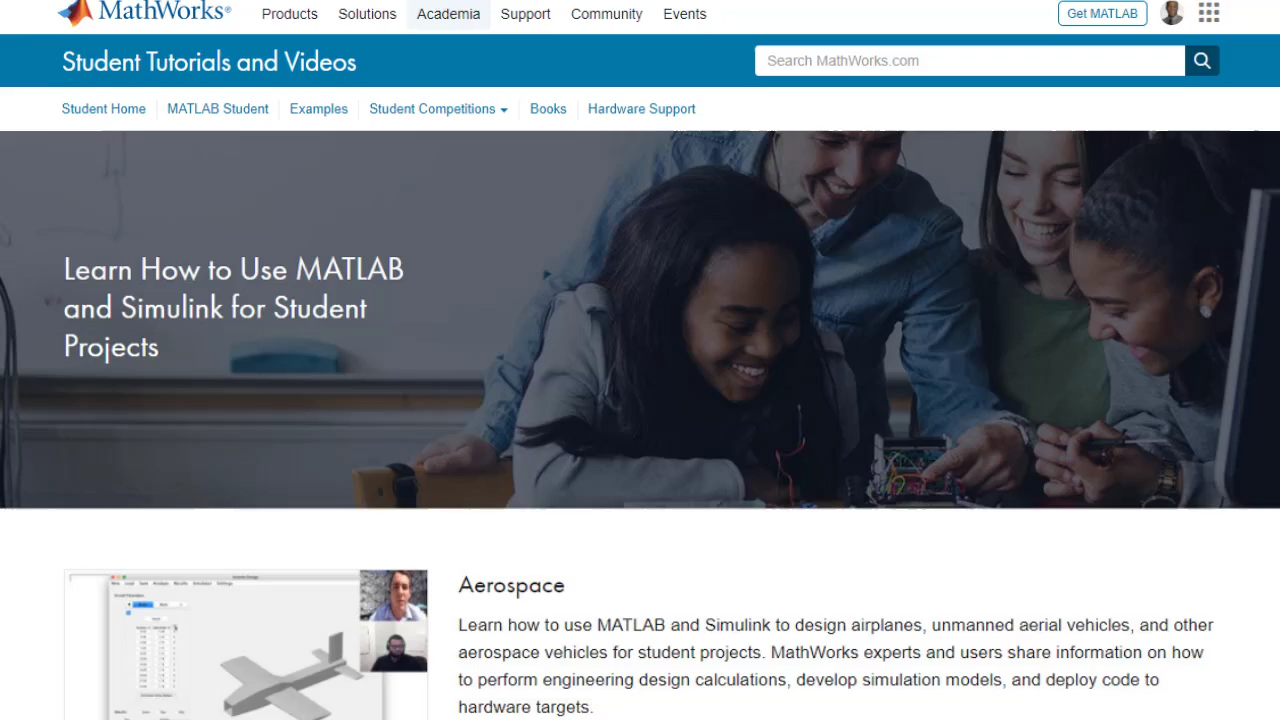 MathWorks®
Products Solutions Academia Support Community Events
Get MATLAB
Student Tutorials and Videos
Search MathWorks.com
Student Home MATLAB Student Examples Student Competitions Books Hardware Support
Learn How to Use MATLAB
and Simulink for Student
Projects
Aerospace
Learn how to use MATLAB and Simulink to design airplanes, unmanned aerial vehicles, and other
aerospace vehicles for student projects. MathWorks experts and users share information on how
to perform engineering design calculations, develop simulation models, and deploy code to
hardware targets.